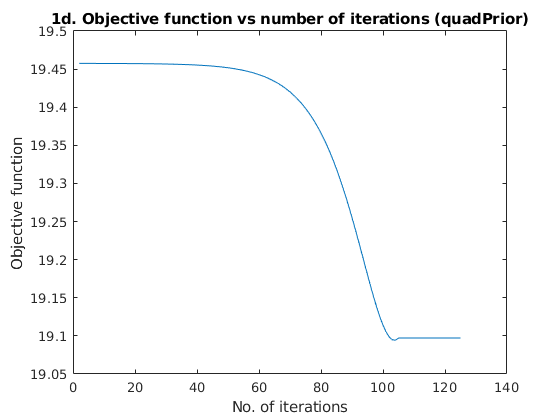 1d. Objective function vs number of iterations (quadPrior)
19.5
19.45
19.4
19.35
19.3
19.25
19.2
19.15
19.1
19.05
Objective function
0 20 40 60 80 100 120 140
No. of iterations